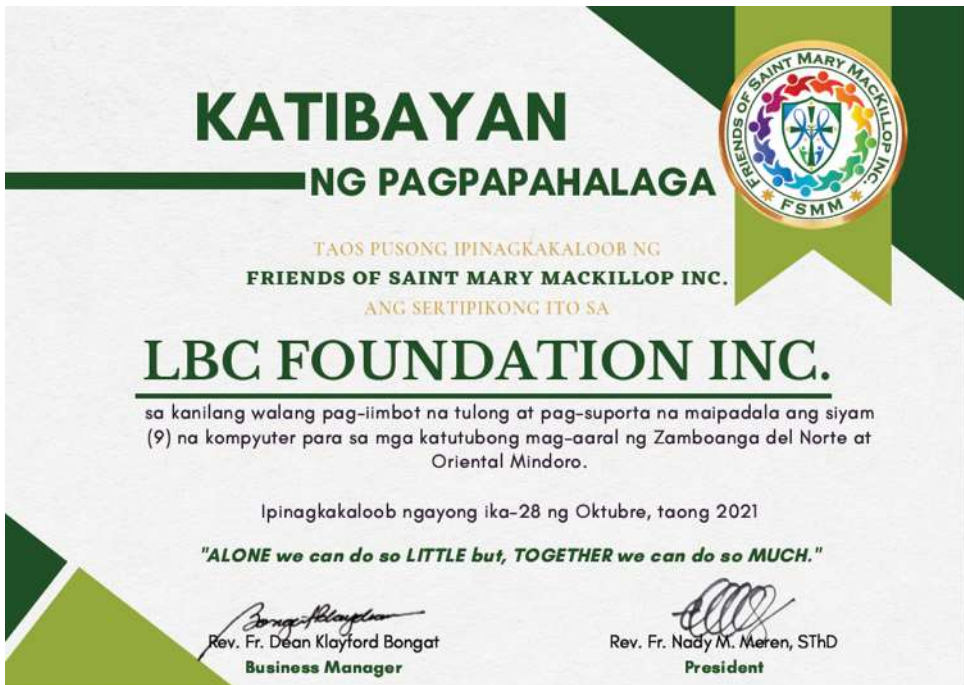 KATIBAYAN
NG PAGPAPAHALAGA
FRIENDS OF SAINT MARY MACKILLOP INC.
FSMM
TAOS PUSONG IPINAGKAKALOOB NG
FRIENDS OF SAINT MARY MACKILLOP INC.
ANG SERTIPIKONG ITO SA
LBC FOUNDATION INC.
sa kanilang walang pag-iimbot na tulong at pag-suporta na maipadala ang siyam
(9) na kompyuter para sa mga katutubong mag-aaral ng Zamboanga del Norte at
Oriental Mindoro.
Ipinagkakaloob ngayong ika-28 ng Oktubre, taong 2021
"ALONE we can do so LITTLE but, TOGETHER we can do so MUCH."
Rev. Fr. Dean Klayford Bongat
Business Manager
Rev. Fr. Nady M. Meren, SThD
President